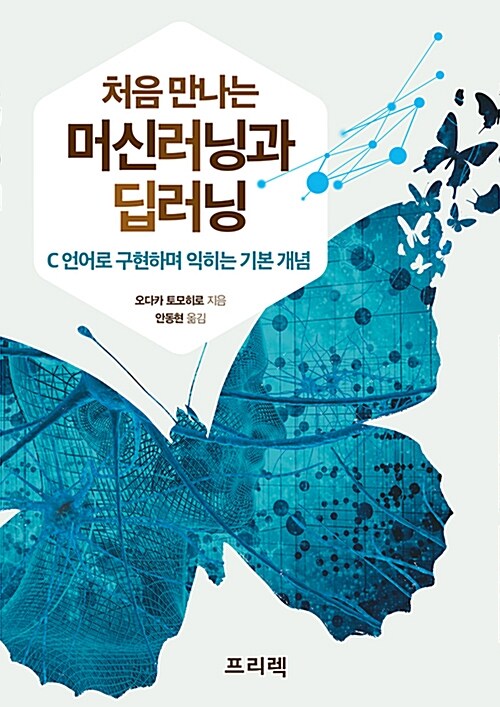 처음 만나는
머신러닝과
딥러닝
C 언어로 구현하며 익히는 기본 개념
오다카 토모히로 지음
안동현 옮김
프리렉